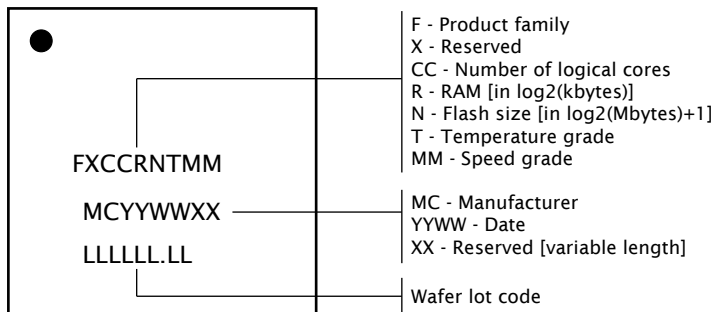 F - Product family
X - Reserved
CC - Number of logical cores
R - RAM [in log2(kbytes)]
N - Flash size [in log2(Mbytes)+1]
T - Temperature grade
MM - Speed grade
FXCCRNTMM
MCYYWWXX
MC - Manufacturer
YYWW - Date
XX - Reserved [variable length]
LLLLLL.LL
Wafer lot code